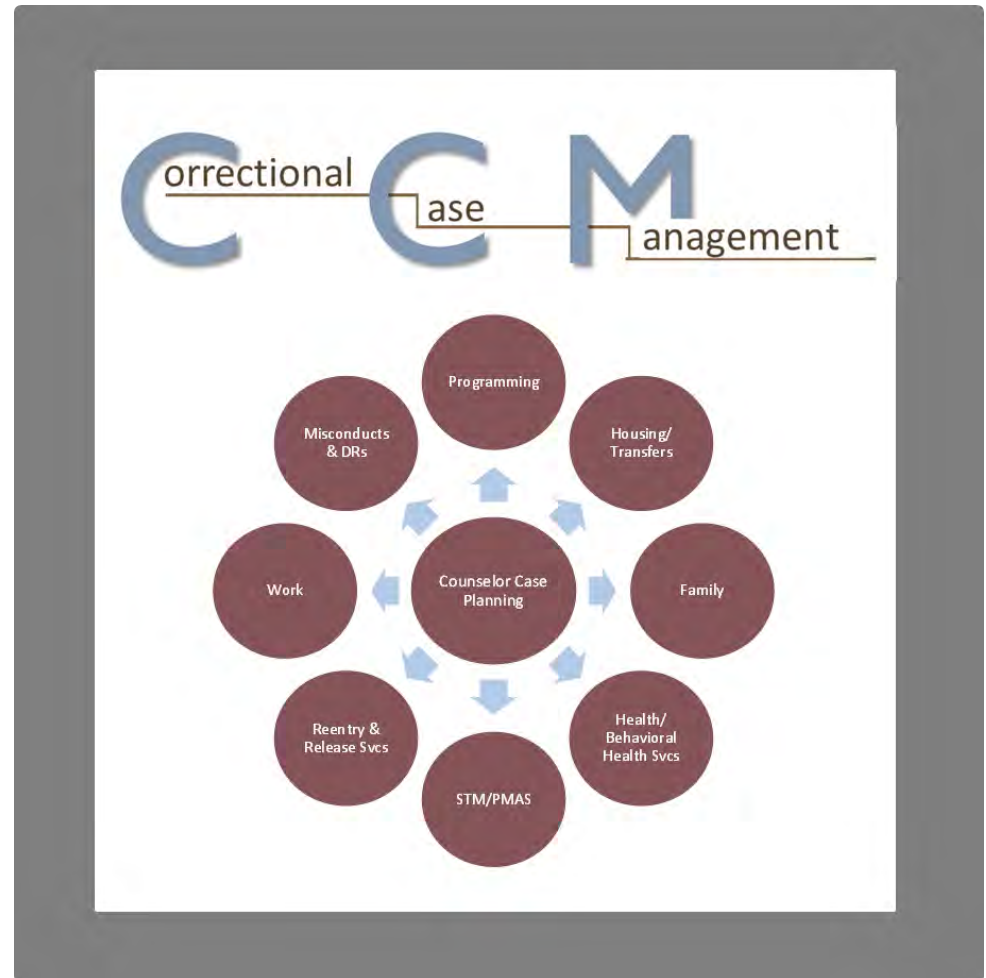 Correctional
Case
Management
Programming
Misconducts
& DRs
Housing/
Transfers
Work
Counselor Case
Planning
Family
Reentry &
Release Svcs
Health/
Behavioral
Health Svcs
STM/PMAS